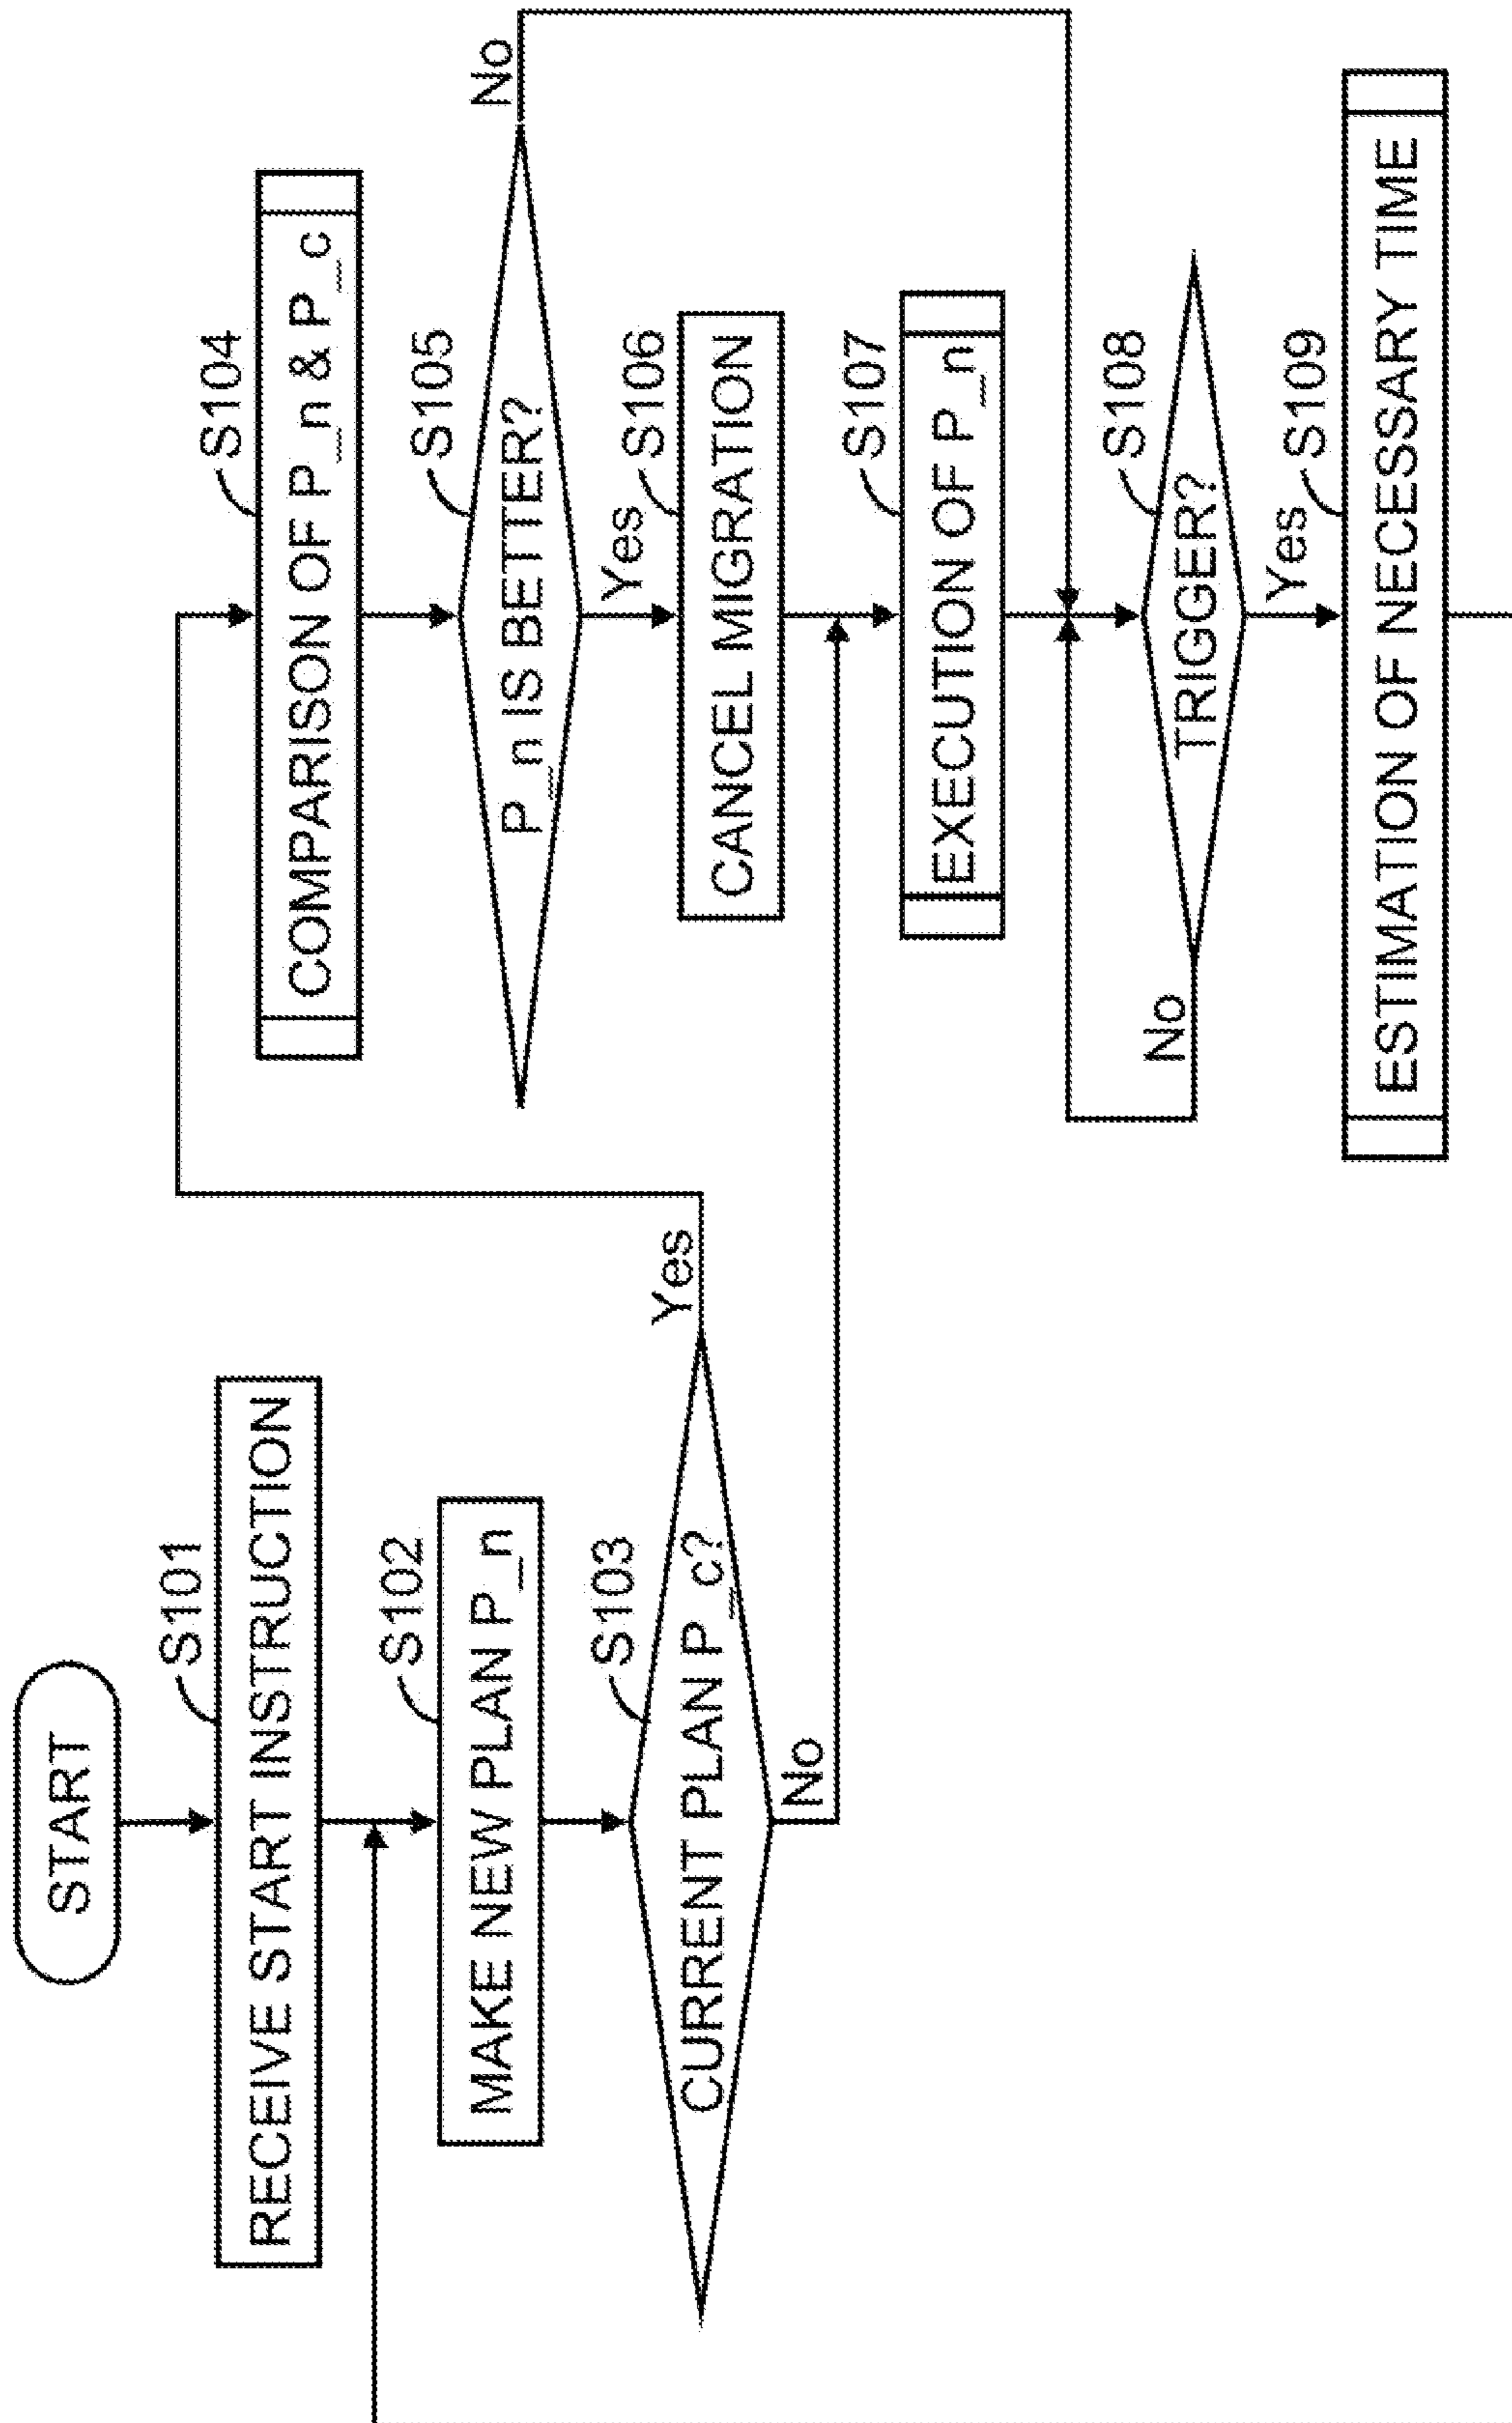 START
S101
RECEIVE START INSTRUCTION
S102
MAKE NEW PLAN P_n
S103
CURRENT PLAN P_c?
Yes
No
S104
COMPARISON OF P_n & P_c
S105
P_n IS BETTER?
No
Yes
S106
CANCEL MIGRATION
S107
EXECUTION OF P_n
S108
TRIGGER?
No
Yes
S109
ESTIMATION OF NECESSARY TIME